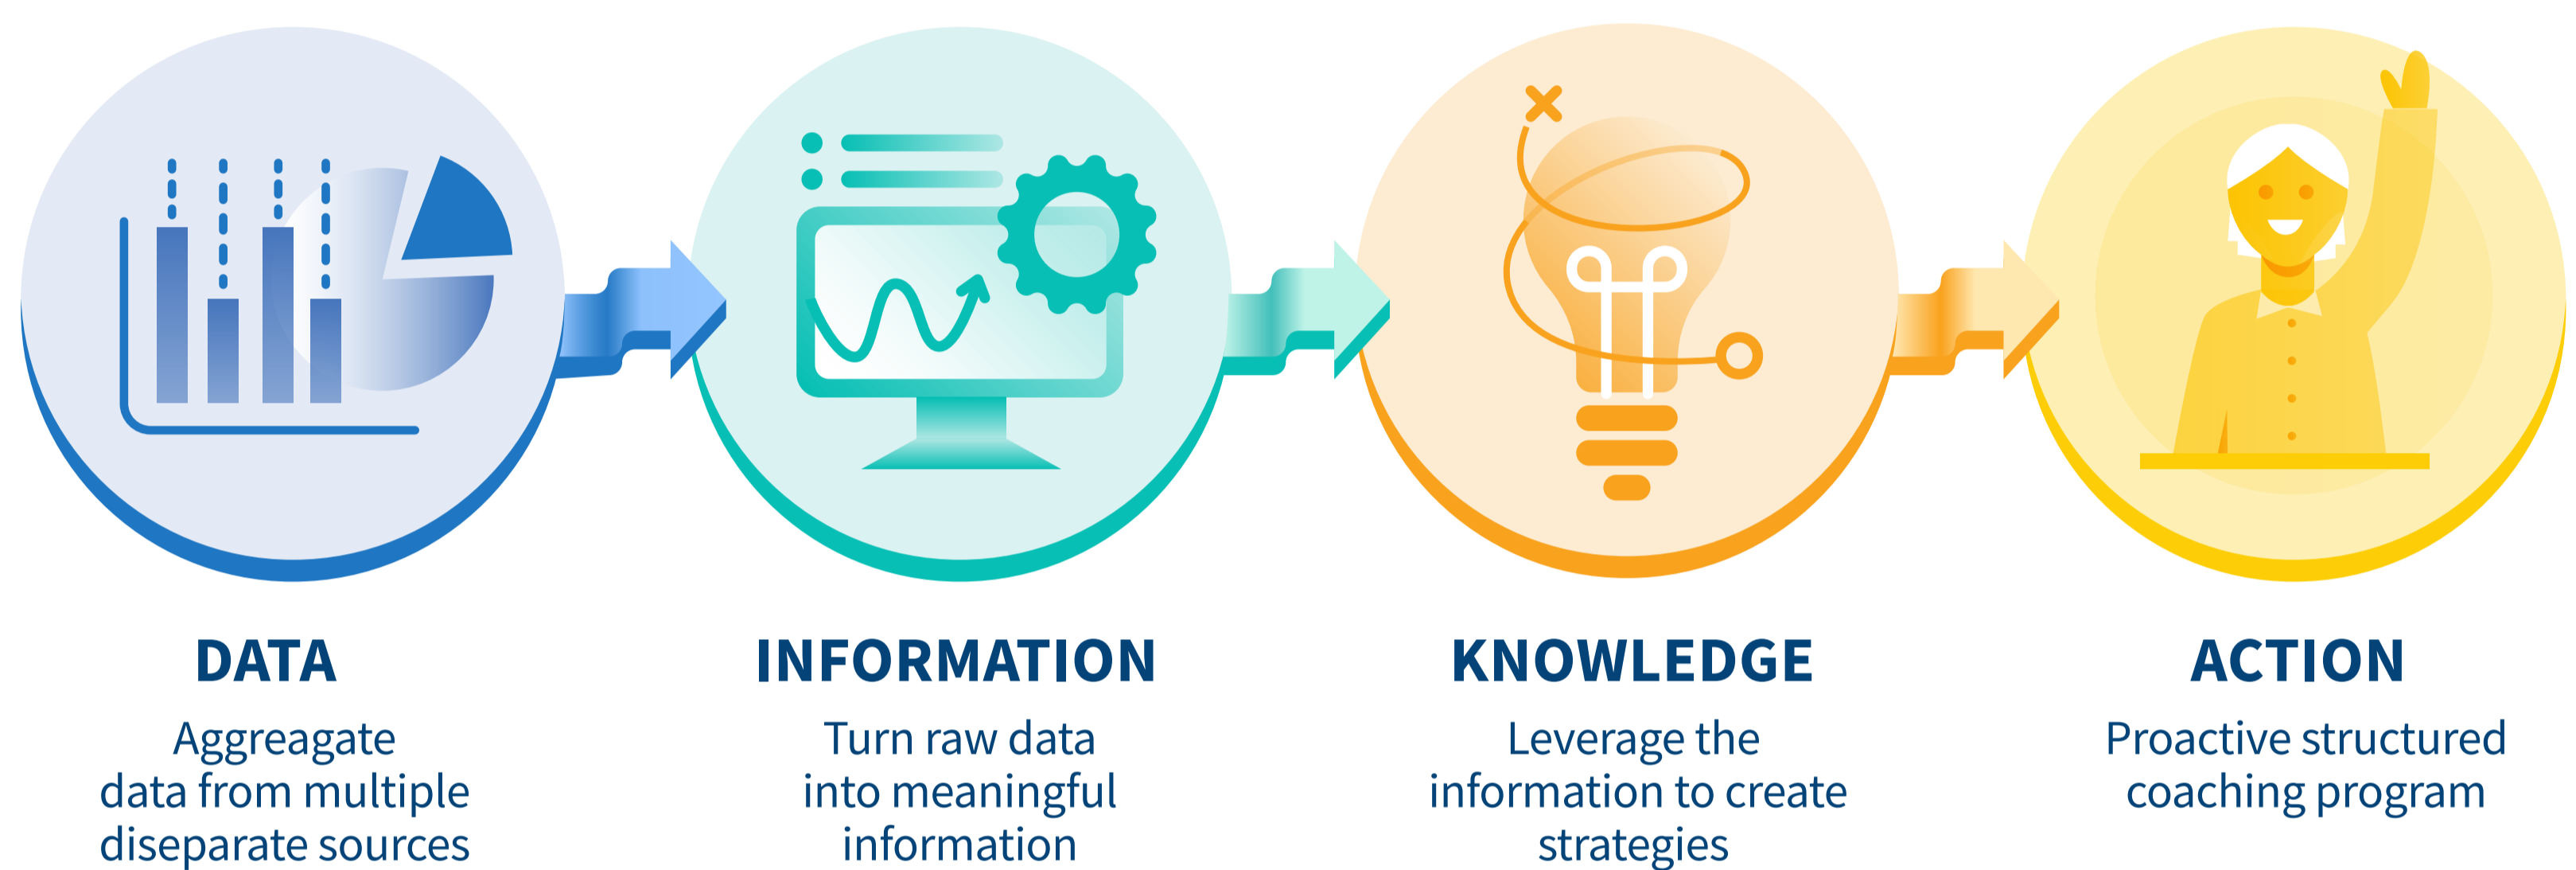 DATA
Aggreagate
data from multiple
diseparate sources
INFORMATION
Turn raw data
into meaningful
information
KNOWLEDGE
Leverage the
information to create
strategies
ACTION
Proactive structured
coaching program